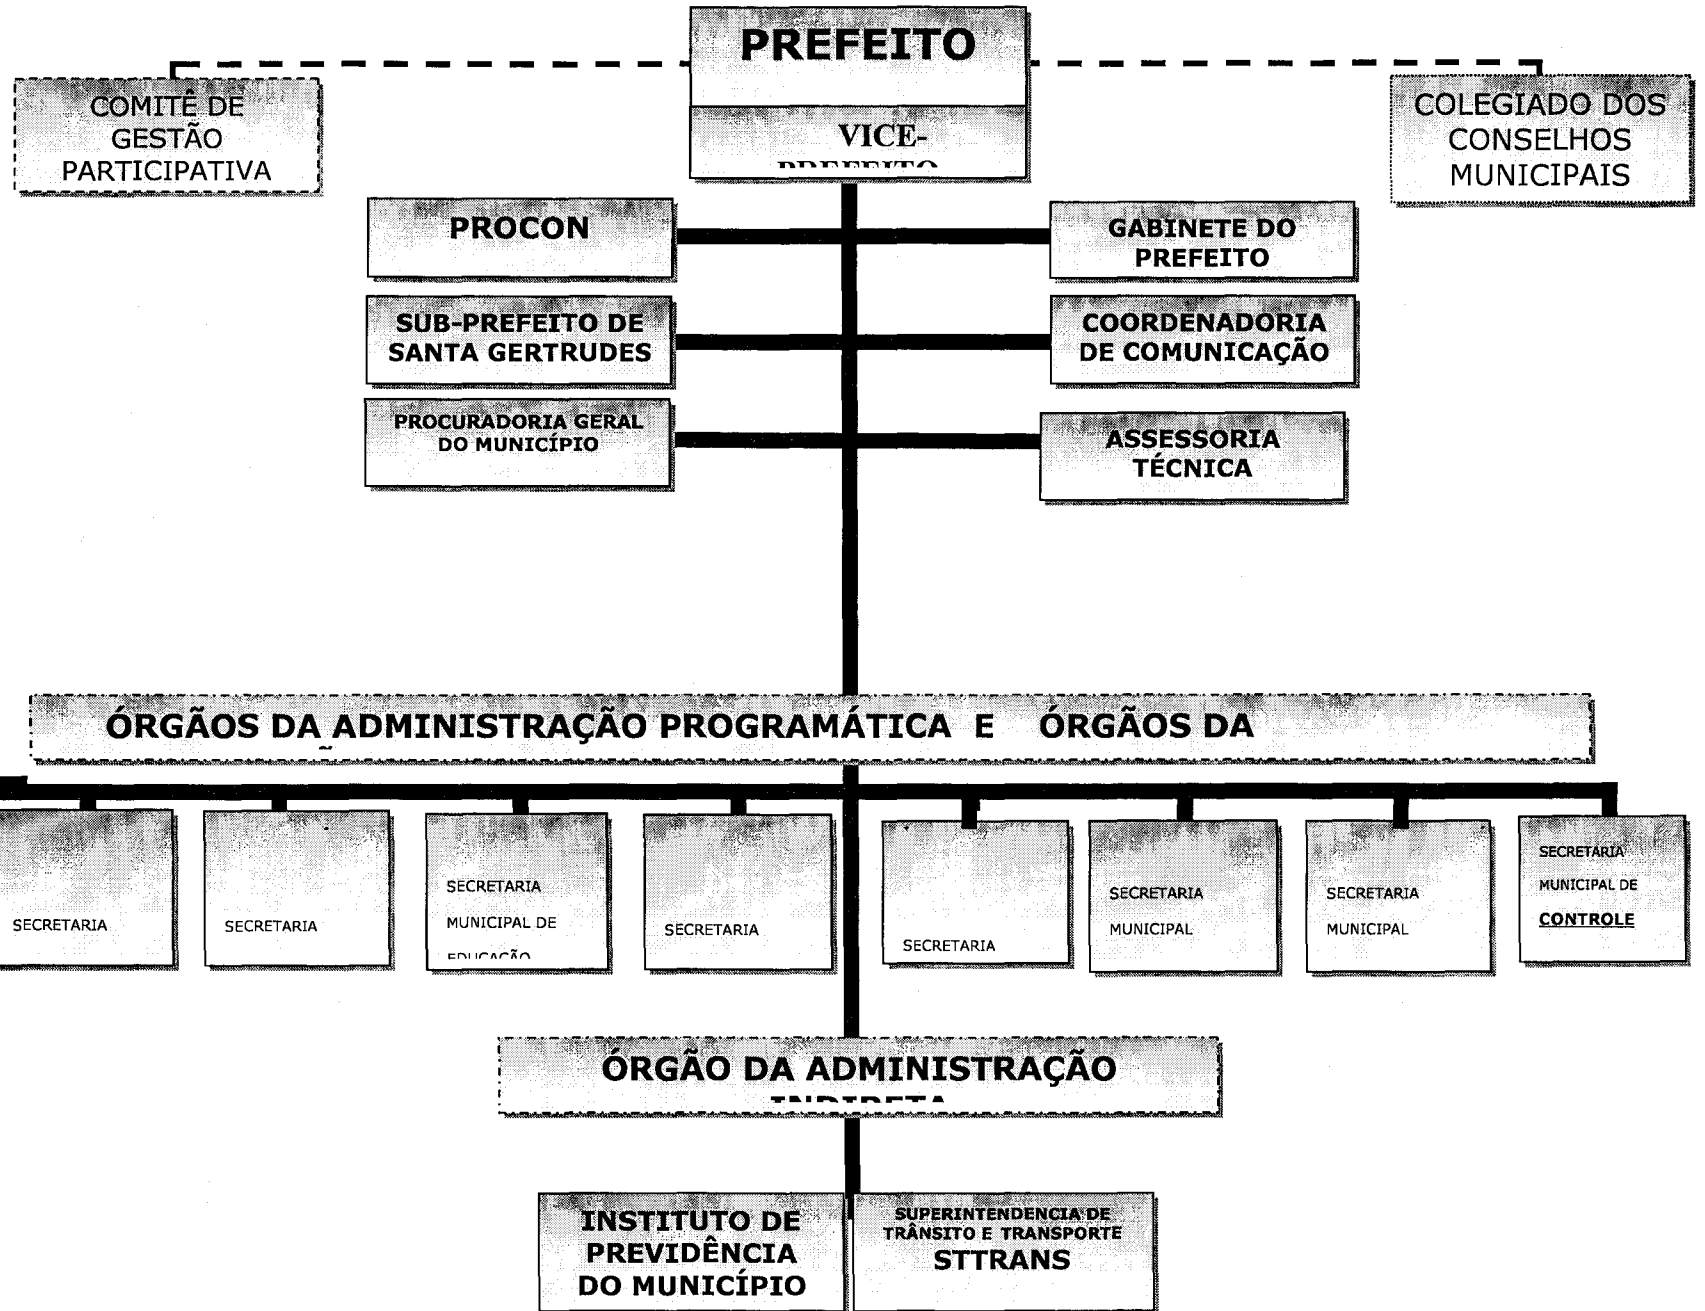 PREFEITO
VICE-
PREFEITO
COMITÊ DE
GESTÃO
PARTICIPATIVA
COLEGIADO DOS
CONSELHOS
MUNICIPAIS
PROCON
GABINETE DO
PREFEITO
SUB-PREFEITO DE
SANTA GERTRUDES
COORDENADORIA
DE COMUNICAÇÃO
PROCURADORIA GERAL
DO MUNICÍPIO
ASSESSORIA
TÉCNICA
ÓRGÃOS DA ADMINISTRAÇÃO PROGRAMÁTICA E ÓRGÃOS DA
SECRETARIA
SECRETARIA
SECRETARIA
MUNICIPAL DE
EDUCAÇÃO
SECRETARIA
SECRETARIA
SECRETARIA
MUNICIPAL
SECRETARIA
MUNICIPAL
SECRETARIA
MUNICIPAL DE
CONTROLE
ÓRGÃO DA ADMINISTRAÇÃO
INDIRETA
INSTITUTO DE
PREVIDÊNCIA
DO MUNICÍPIO
SUPERINTENDENCIA DE
TRÂNSITO E TRANSPORTE
STTRANS